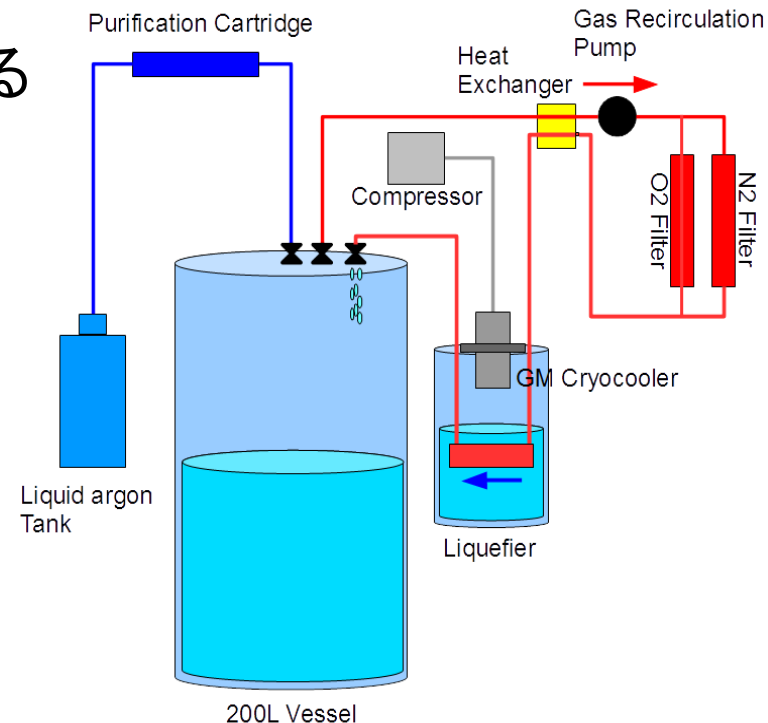 Purification Cartridge
る
Gas Recirculation
Pump
Heat
Exchanger
Compressor
O2 Filter
N2 Filter
GM Cryocooler
Liquid argon
Tank
Liquefier
200L Vessel